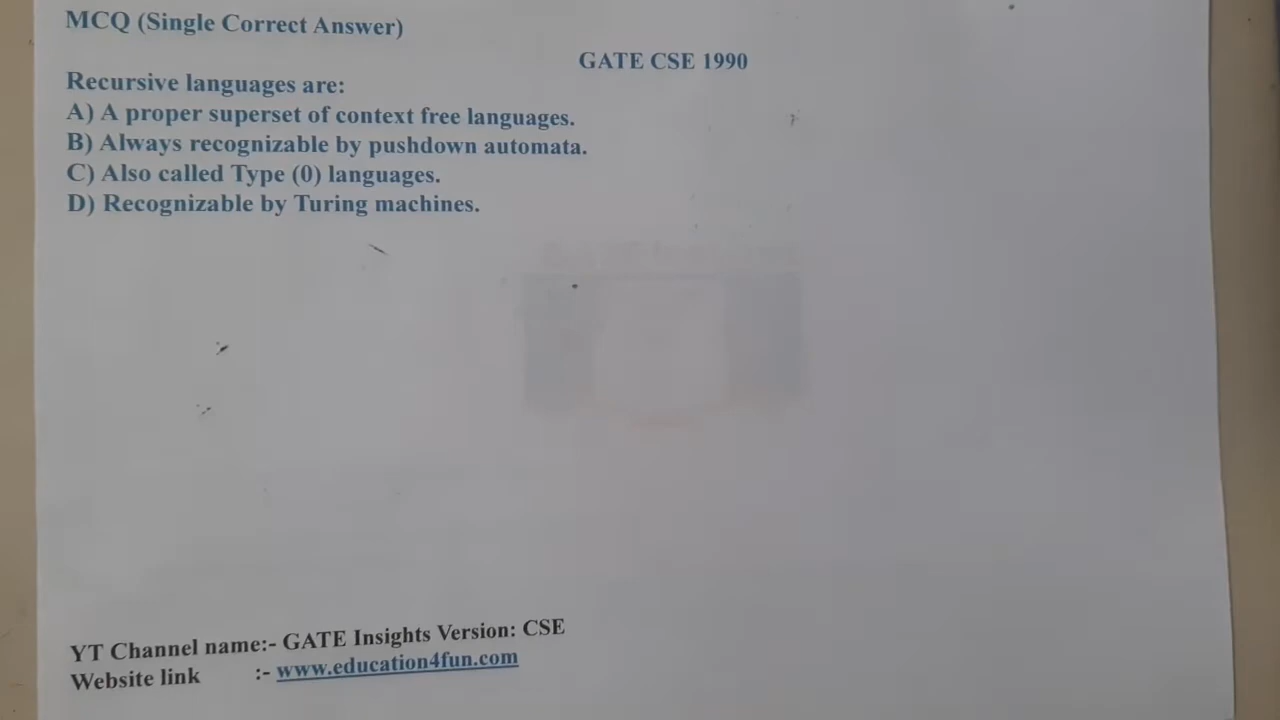 MCQ (Single Correct Answer)
GATE CSE 1990
Recursive languages are:
A) A proper superset of context free languages.
B) Always recognizable by pushdown automata.
C) Also called Type (0) languages.
D) Recognizable by Turing machines.
YT Channel name:- GATE Insights Version: CSE
Website link :- www.education4fun.com